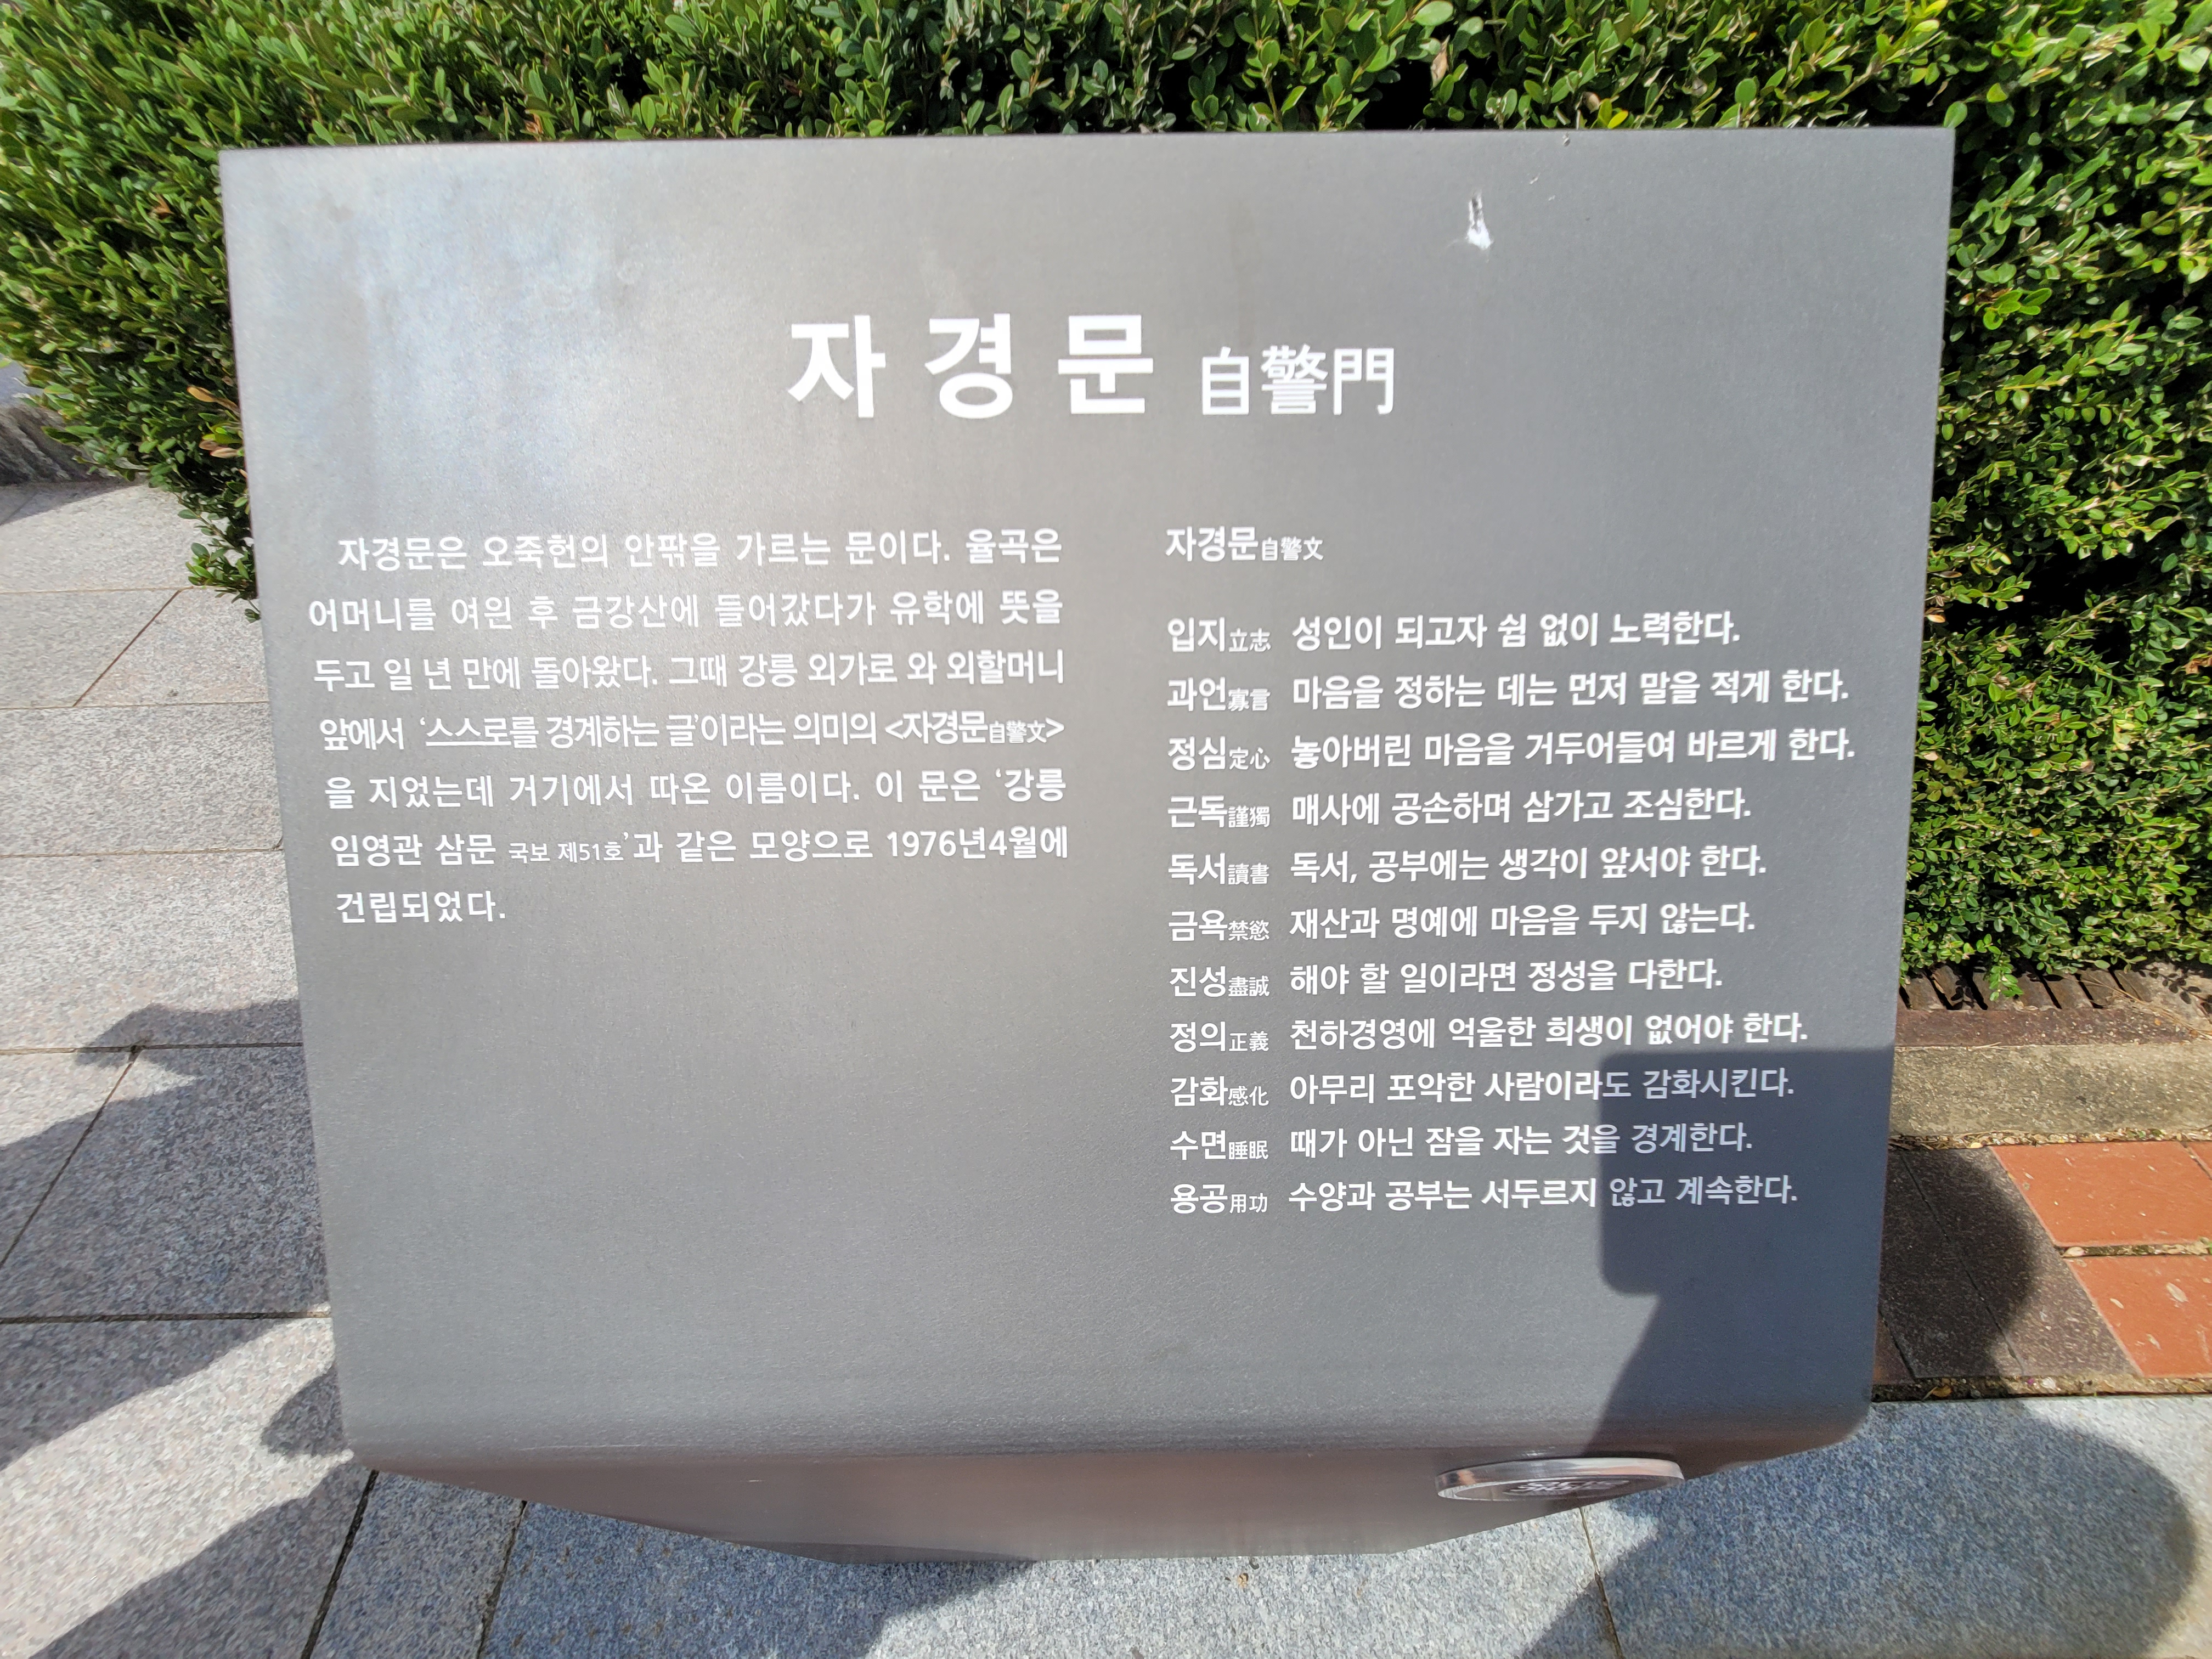 자경문 自警門
자경문은 오죽헌의 안팎을 가르는 문이다. 율곡은
어머니를 여읜 후 금강산에 들어갔다가 유학에 뜻을
두고 일 년 만에 돌아왔다. 그때 강릉 외가로 와 외할머니
앞에서 ‘스스로를 경계하는 글’이라는 의미의 <자경문自警文>
을 지었는데 거기에서 따온 이름이다. 이 문은 ‘강릉
임영관 삼문 국보 제51호’과 같은 모양으로 1976년4월에
건립되었다.
자경문自警文
입지立志 성인이 되고자 쉼 없이 노력한다.
과언寡言 마음을 정하는 데는 먼저 말을 적게 한다.
정심定心 놓아버린 마음을 거두어들여 바르게 한다.
근독謹獨 매사에 공손하며 삼가고 조심한다.
독서讀書 독서, 공부에는 생각이 앞서야 한다.
금욕禁慾 재산과 명예에 마음을 두지 않는다.
진성盡誠 해야 할 일이라면 정성을 다한다.
정의正義 천하경영에 억울한 희생이 없어야 한다.
감화感化 아무리 포악한 사람이라도 감화시킨다.
수면睡眠 때가 아닌 잠을 자는 것을 경계한다.
용공用功 수양과 공부는 서두르지 않고 계속한다.